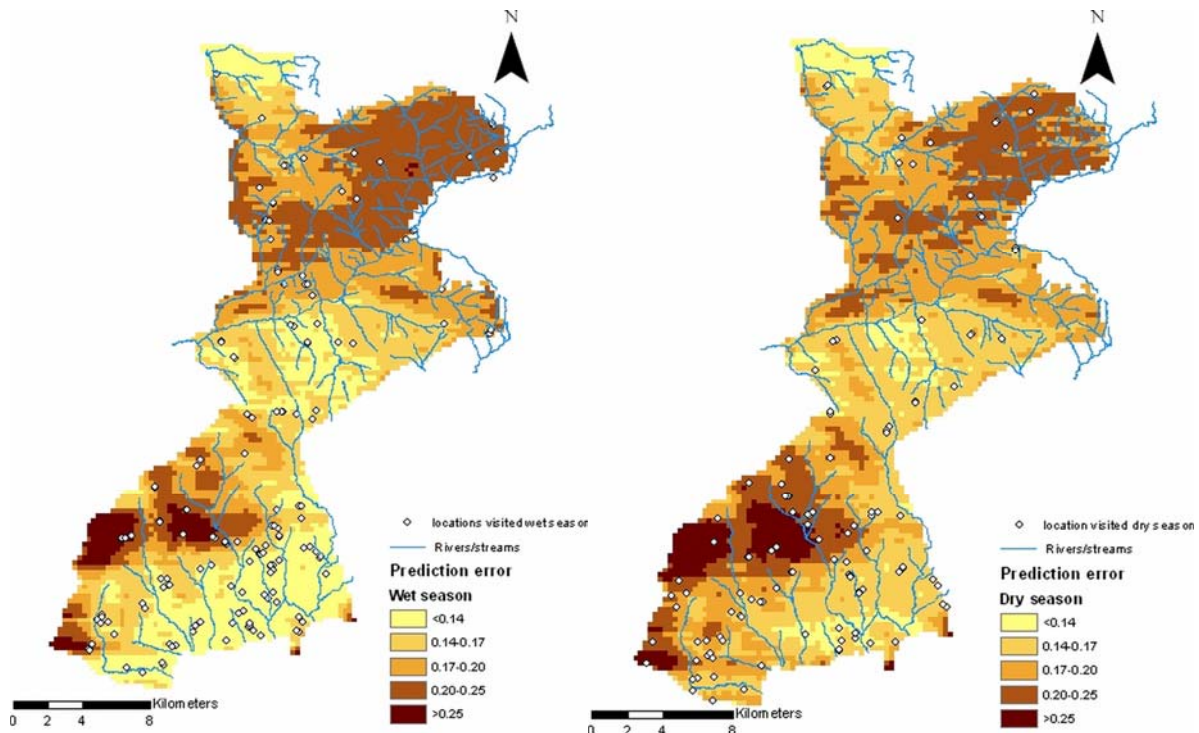 N
locations visited wet season
Rivers/streams
Prediction error
Wet season
<0.14
0.14-0.17
0.17-0.20
0.20-0.25
>0.25
Kilometers
0 2 4 8
N
location visited dry season
Rivers/streams
Prediction error
Dry season
<0.14
0.14-0.17
0.17-0.20
0.20-0.25
>0.25
Kilometers
0 2 4 8